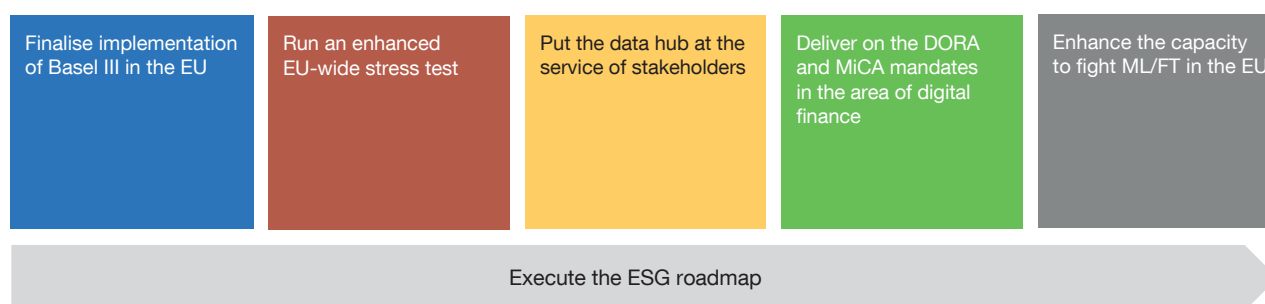 Finalise implementation
of Basel III in the EU
Run an enhanced
EU-wide stress test
Put the data hub at the
service of stakeholders
Deliver on the DORA
and MiCA mandates
in the area of digital
finance
Enhance the capacity
to fight ML/FT in the EU
Execute the ESG roadmap